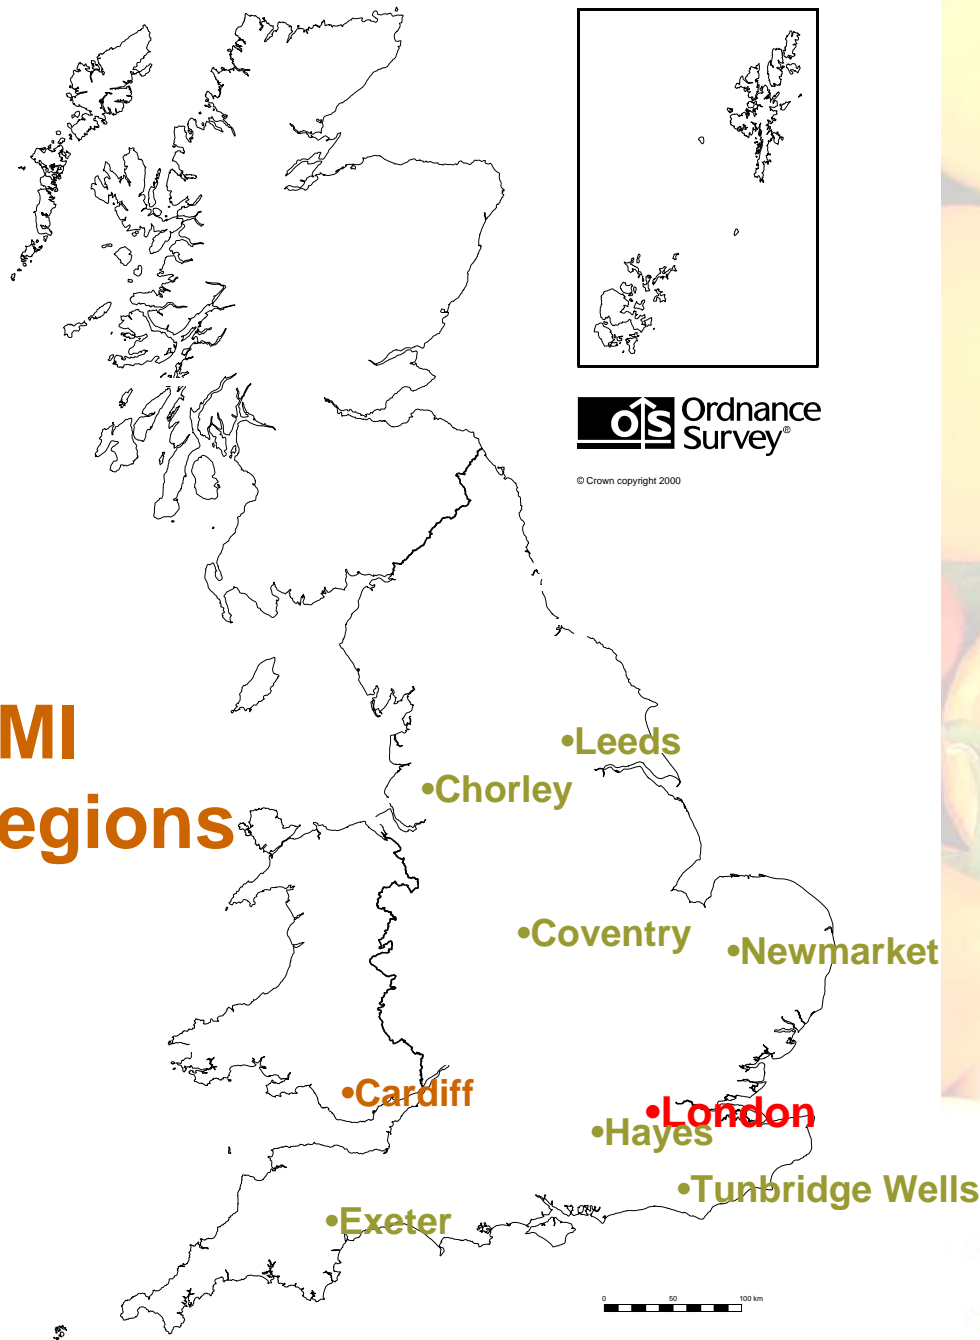 OS Ordnance
Survey®
© Crown copyright 2000
MI
egions
•Leeds
•Chorley
•Coventry
•Newmarket
•Cardiff
•London
•Hayes
•Tunbridge Wells
•Exeter
0 50 100 km